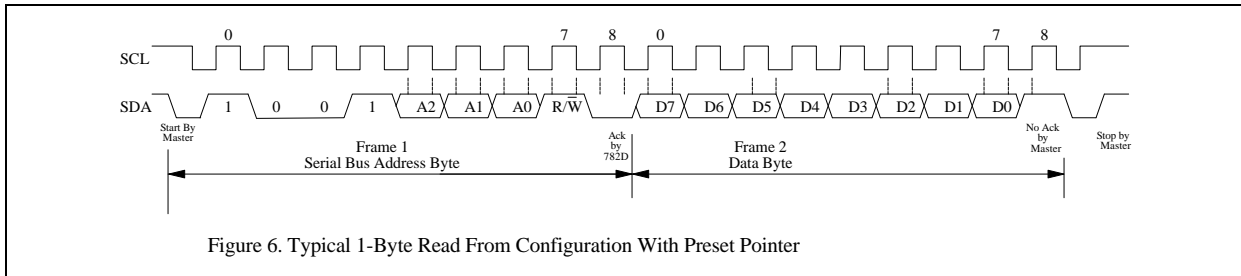 0 7 8 0 7 8
SCL
SDA 1 0 0 1 A2 A1 A0 R/W D7 D6 D5 D4 D3 D2 D1 D0
Start By
Master
Ack
by
782D
No Ack
by
Master
Stop by
Master
Frame 1
Serial Bus Address Byte
Frame 2
Data Byte
Figure 6. Typical 1-Byte Read From Configuration With Preset Pointer